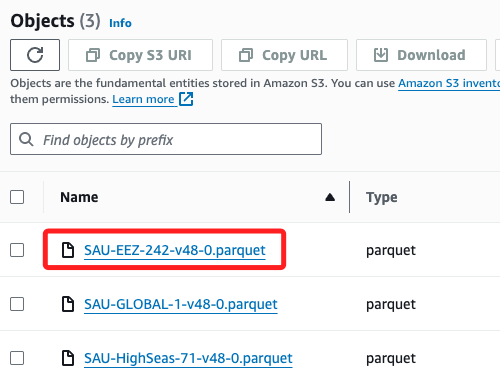 Objects (3) Info
Copy S3 URI Copy URL Download
Objects are the fundamental entities stored in Amazon S3. You can use Amazon S3 invento
them permissions. Learn more
Find objects by prefix
Name Type
SAU-EEZ-242-v48-0.parquet parquet
SAU-GLOBAL-1-v48-0.parquet parquet
SAU-HighSeas-71-v48-0.parquet parquet